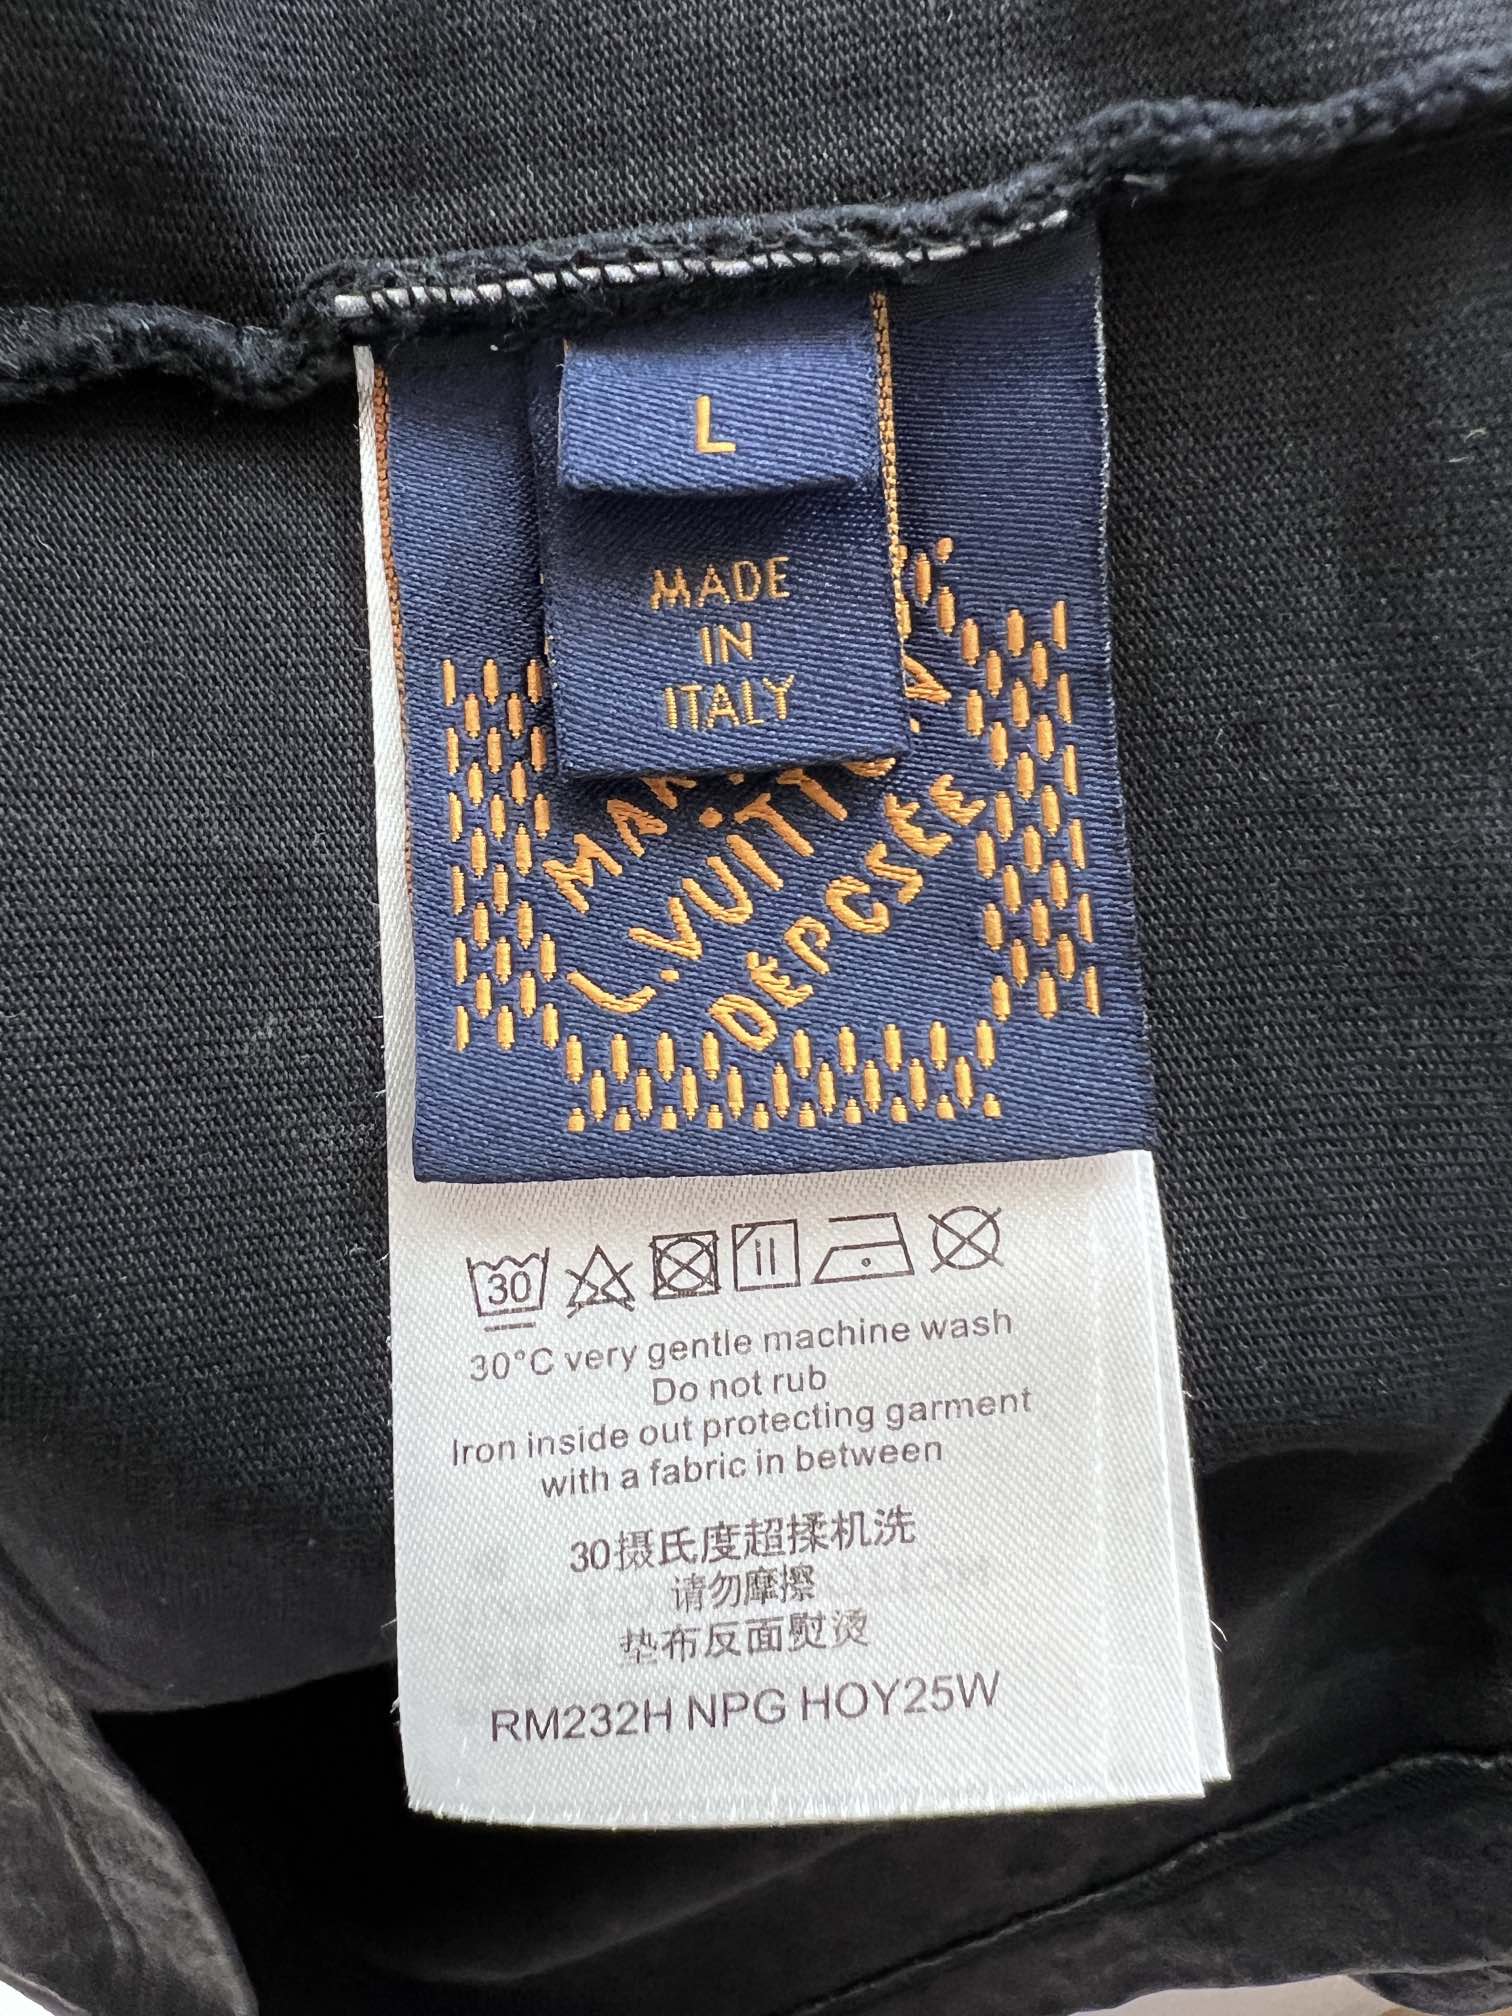 L
MADE
IN
ITALY
L.VUITTO
DÉPOSÉE
30
30°C very gentle machine wash
Do not rub
Iron inside out protecting garment
with a fabric in between
30摄氏度超揉机洗
请勿摩擦
垫布反面熨烫
RM232H NPG HOY25W